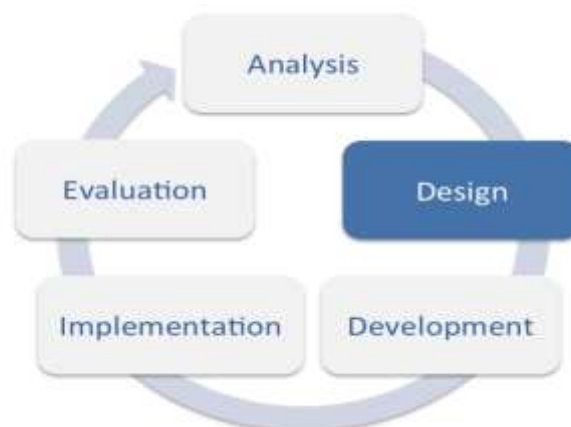 Analysis
Design
Development
Implementation
Evaluation